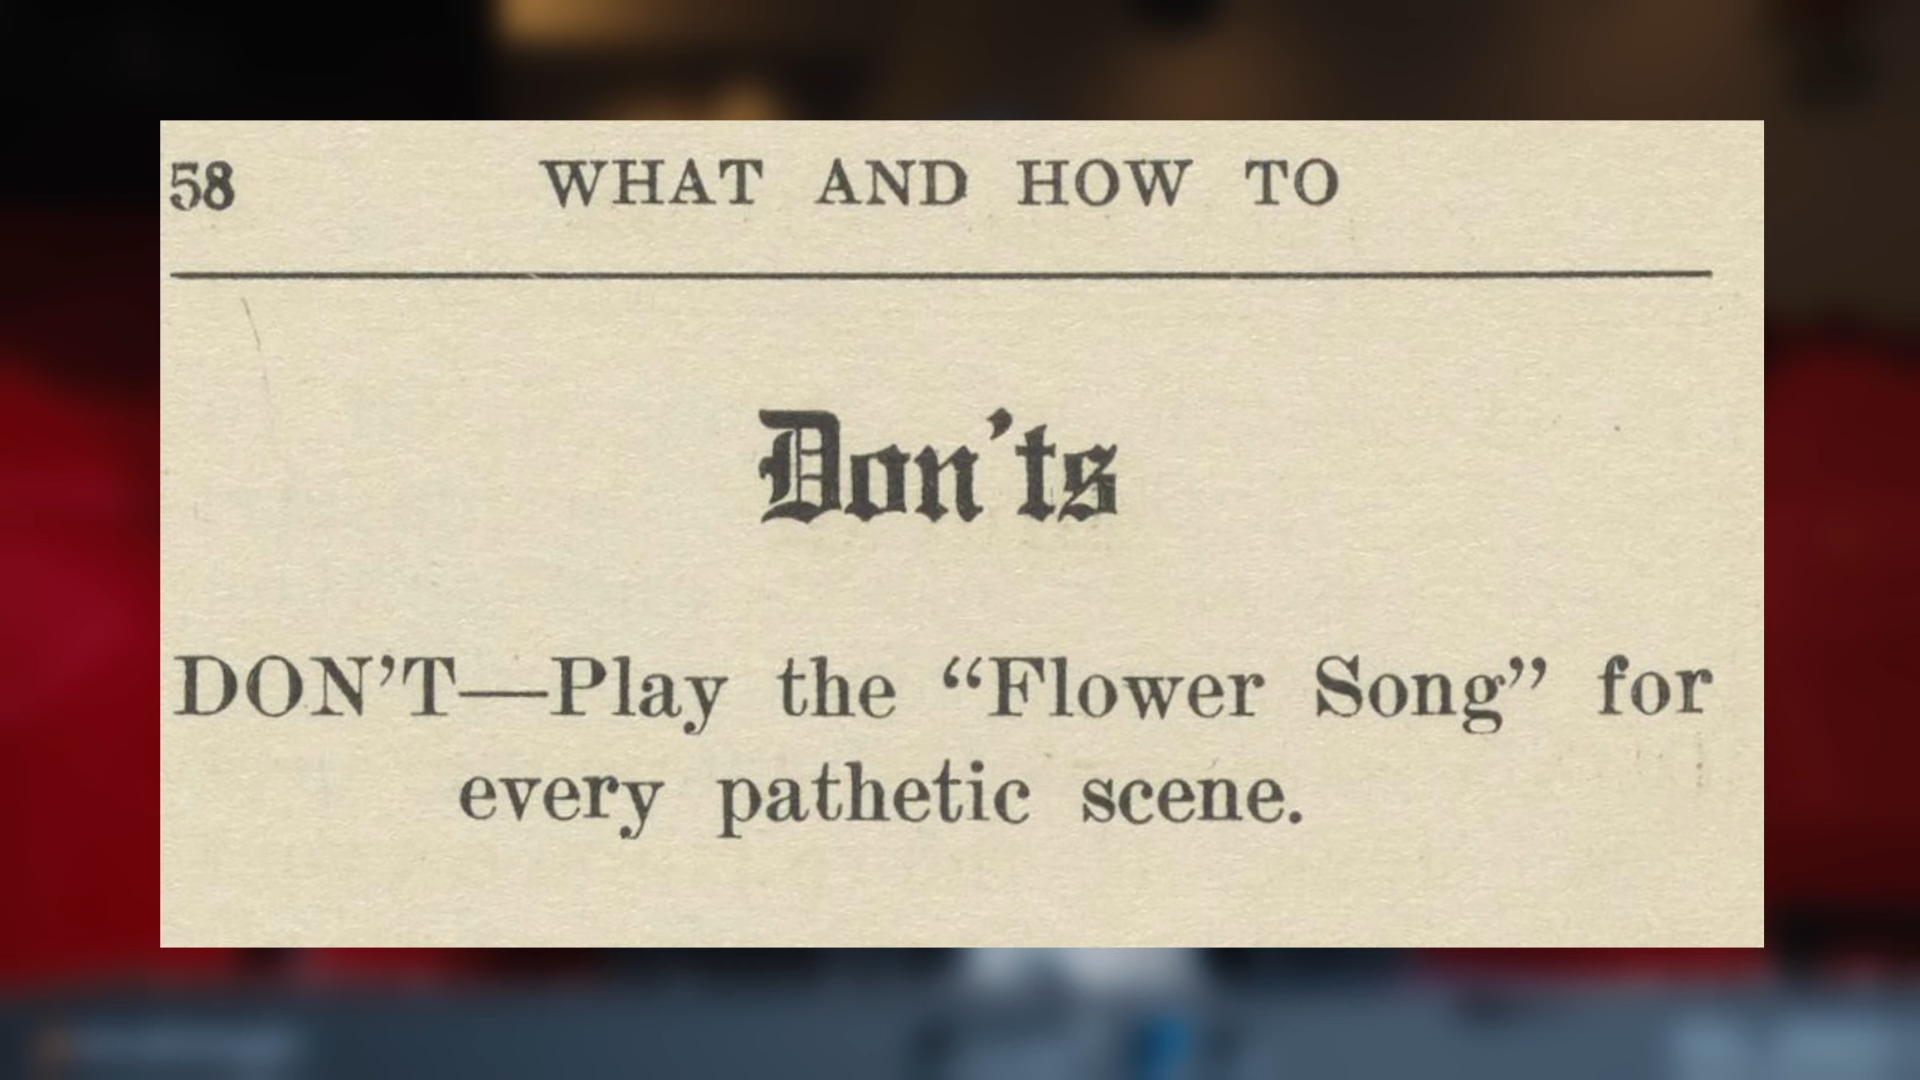 58 WHAT AND HOW TO
Don'ts
DON'T—Play the “Flower Song” for
every pathetic scene.